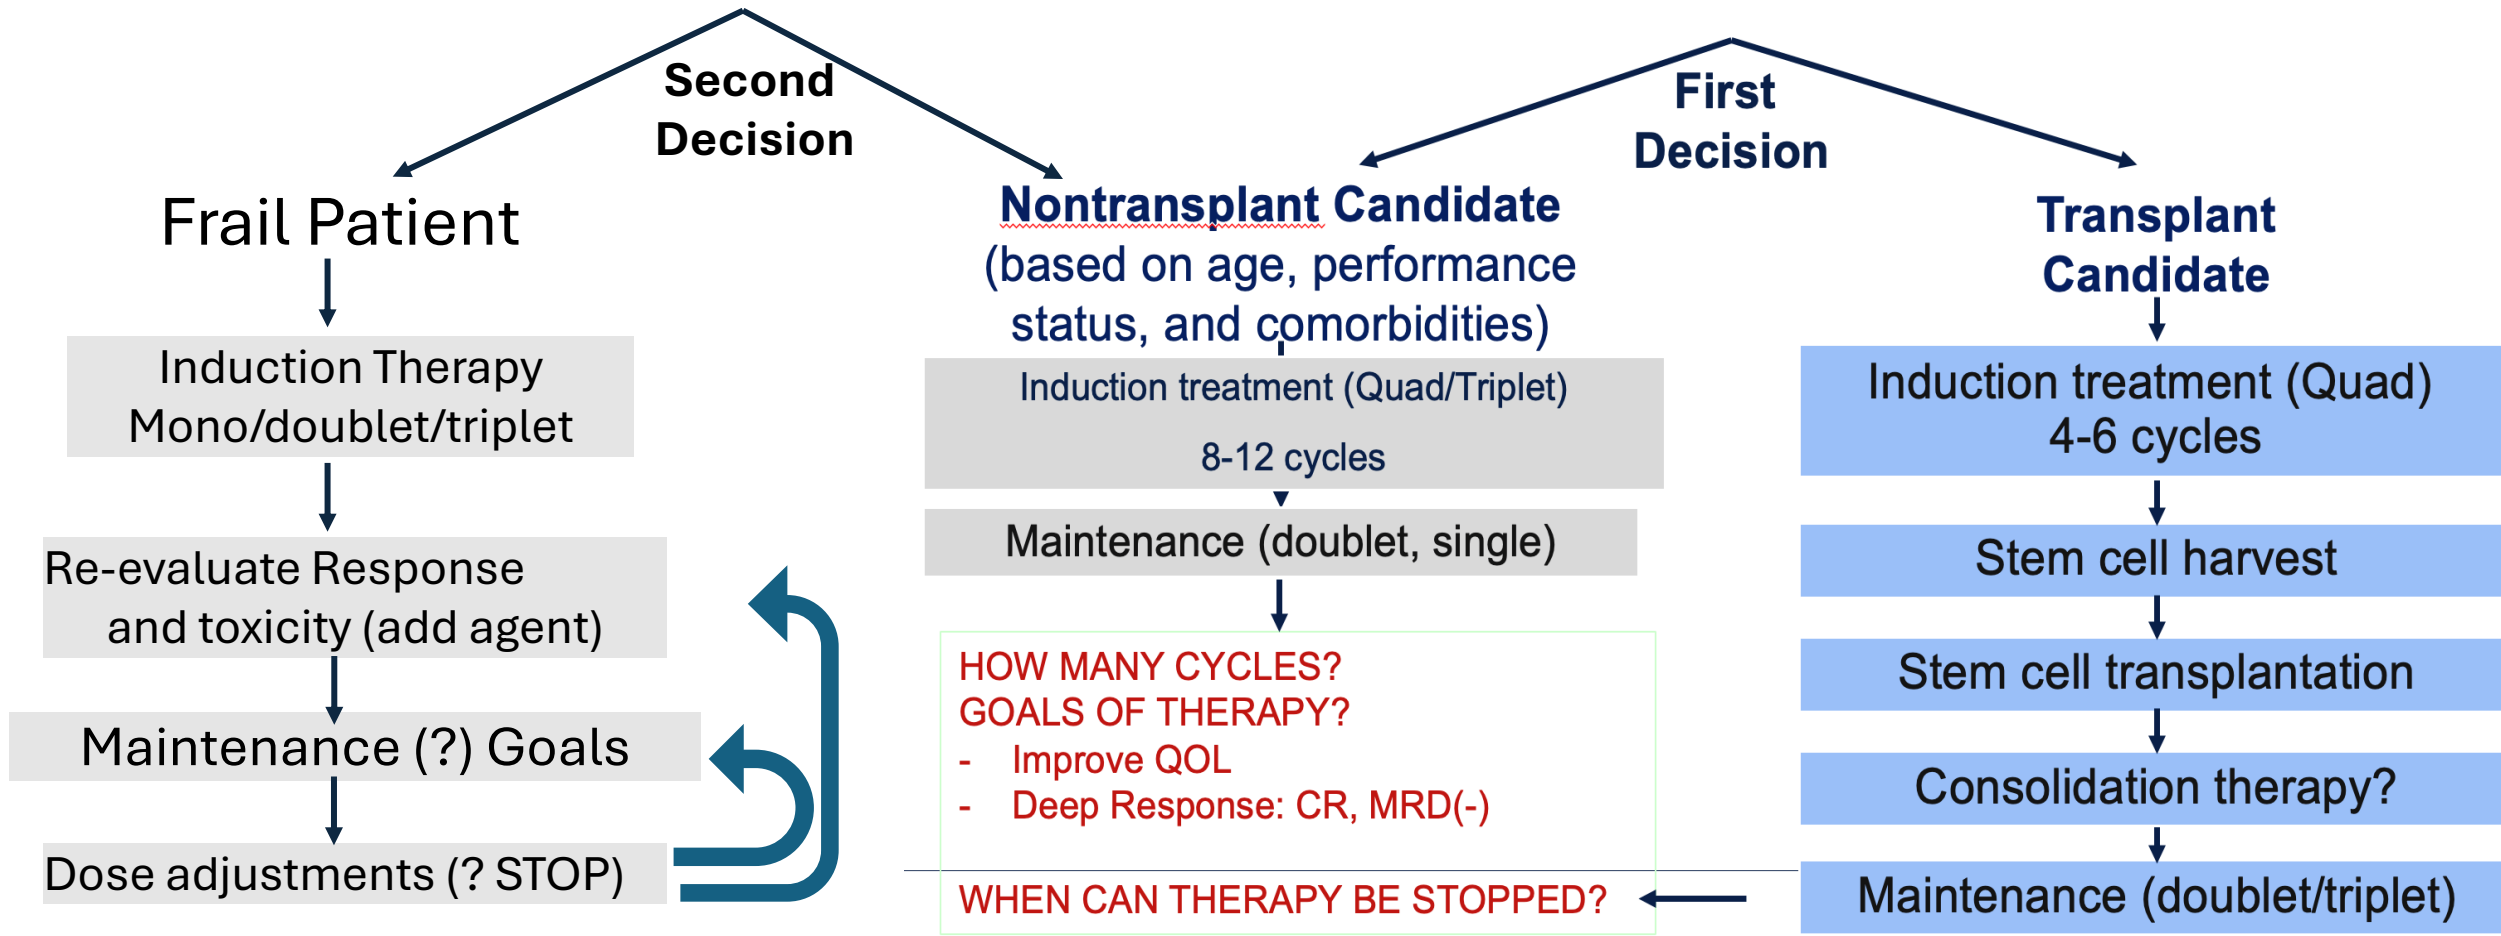 Second
Decision
Frail Patient
Induction Therapy
Mono/doublet/triplet
Re-evaluate Response
and toxicity (add agent)
Maintenance (?) Goals
Dose adjustments (? STOP)
First
Decision
Nontransplant Candidate
(based on age, performance
status, and comorbidities)
Induction treatment (Quad/Triplet)
8-12 cycles
Maintenance (doublet, single)
HOW MANY CYCLES?
GOALS OF THERAPY?
- Improve QOL
- Deep Response: CR, MRD(-)
WHEN CAN THERAPY BE STOPPED?
Transplant
Candidate
Induction treatment (Quad)
4-6 cycles
Stem cell harvest
Stem cell transplantation
Consolidation therapy?
Maintenance (doublet/triplet)